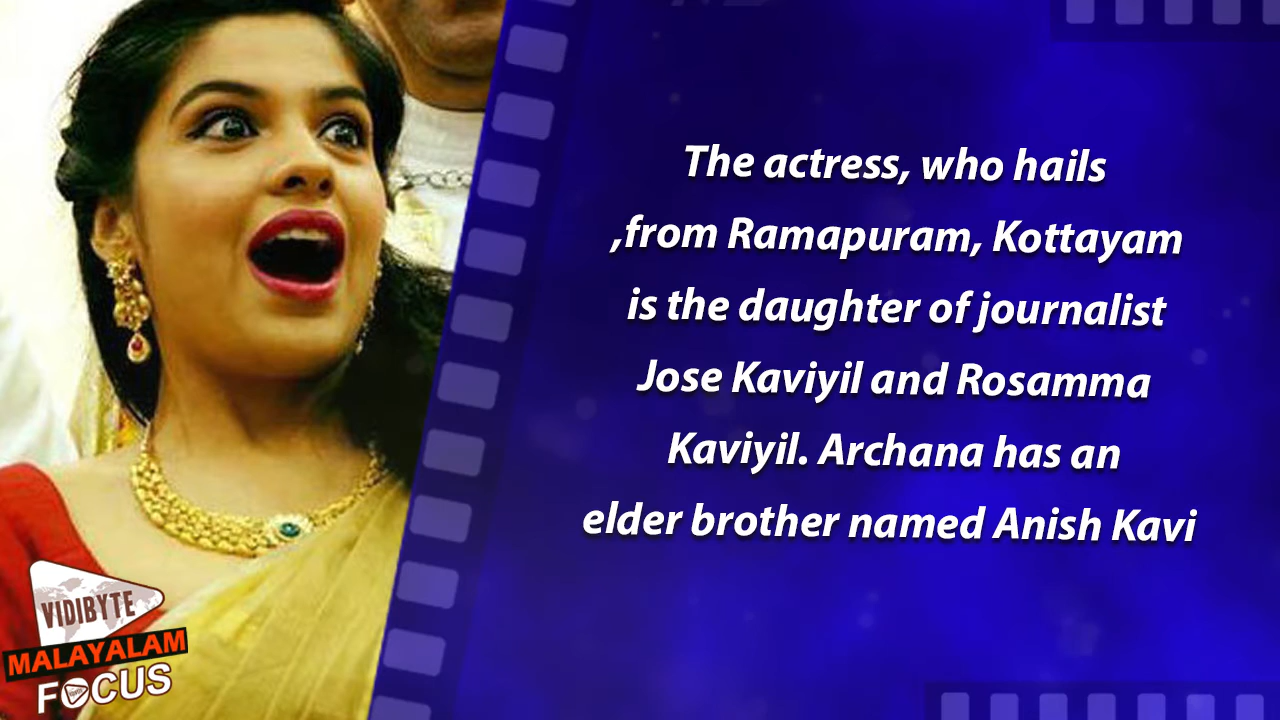 The actress, who hails
,from Ramapuram, Kottayam
is the daughter of journalist
Jose Kaviyil and Rosamma
Kaviyil. Archana has an
elder brother named Anish Kavi
VIDIBYTE
MALAYALAM
FOCUS